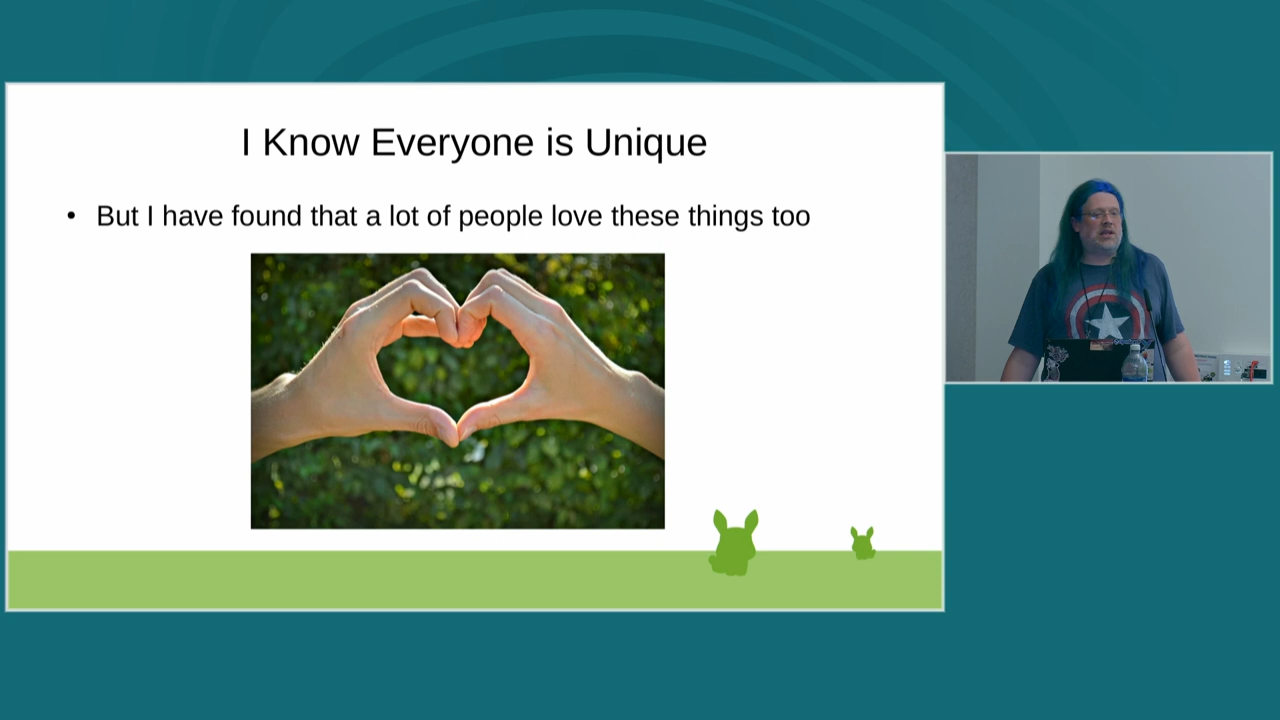 I Know Everyone is Unique
• But I have found that a lot of people love these things too